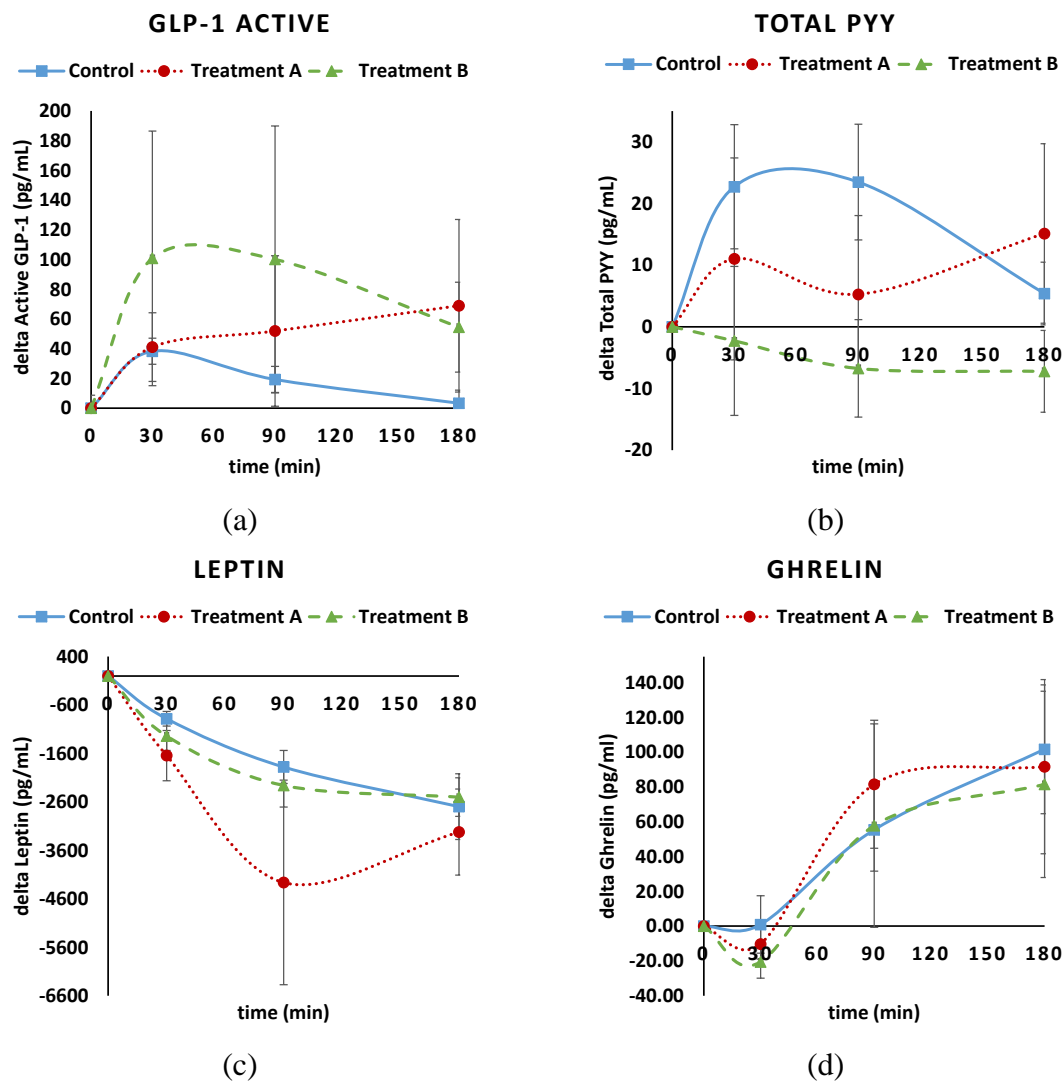 GLP-1 ACTIVE
Control Treatment A Treatment B
delta Active GLP-1 (pg/mL)
200
180
160
140
120
100
80
60
40
20
0
0 30 60 90 120 150 180
time (min)
(a)
TOTAL PYY
Control Treatment A Treatment B
delta Total PYY (pg/mL)
30
20
10
0
-10
-20
0 30 60 90 120 150 180
time (min)
(b)
LEPTIN
Control Treatment A Treatment B
delta Leptin (pg/mL)
400
-600
-1600
-2600
-3600
-4600
-5600
-6600
0 30 60 90 120 150 180
time (min)
(c)
GHRELIN
Control Treatment A Treatment B
delta Ghrelin (pg/ml)
140.00
120.00
100.00
80.00
60.00
40.00
20.00
0.00
-20.00
-40.00
0 30 60 90 120 150 180
time (min)
(d)